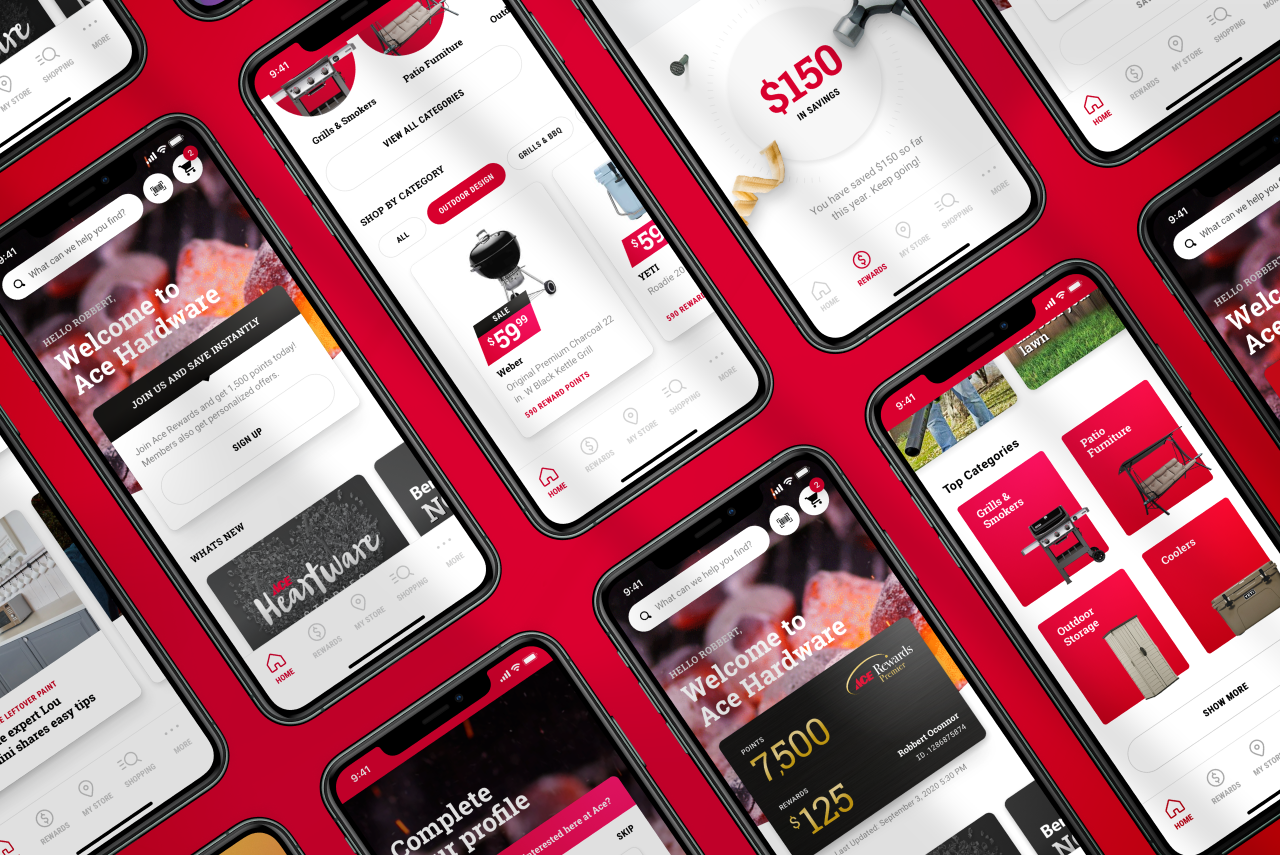 are
MY STORE
SHOPPING
MORE
9:41
What can we help you find?
2
HELLO ROBBERT,
Welcome to
Ace Hardware
JOIN US AND SAVE INSTANTLY
Join Ace Rewards and get 1,500 points today!
Members also get personalized offers.
SIGN UP
WHATS NEW
ACE
Heartware
Be
N
HOME
REWARDS
MY STORE
SHOPPING
MORE
LEFTOVER PAINT
e expert Lou
ini shares easy tips
REWARDS
MY STORE
SHOPPING
MORE
9:41
Grills & Smokers
Patio Furniture
VIEW ALL CATEGORIES
SHOP BY CATEGORY
ALL
OUTDOOR DESIGN
GRILLS & BBQ
SALE
$59.99
Weber
Original Premium Charcoal 22
in. W Black Kettle Grill
590 REWARD POINTS
$59
YETI
Roadie 20
590 REWAR
HOME
REWARDS
MY STORE
SHOPPING
MORE
9:41
Complete
ur profile
nterested here at Ace?
SKIP
$150
IN SAVINGS
You have saved $150 so far
this year. Keep going!
HOME
REWARDS
MY STORE
SHOPPING
MORE
9:41
What can we help you find?
2
HELLO ROBBERT,
Welcome to
Ace Hardware
ACE Rewards
Premier
POINTS
7,500
REWARDS
$125
Robbert Oconnor
ID. 1286875874
Last Updated: September 3, 2020 5:30 PM
Be
N
9:41
lawn
Top Categories
Grills &
Smokers
Patio
Furniture
Outdoor
Storage
Coolers
YETI
SHOW MORE
HOME
REWARDS
MY STORE
HOME
REWARDS
MY STORE
SHOPPING
9:41
What can we help you
HELLO ROBBERT
Welc
Ace